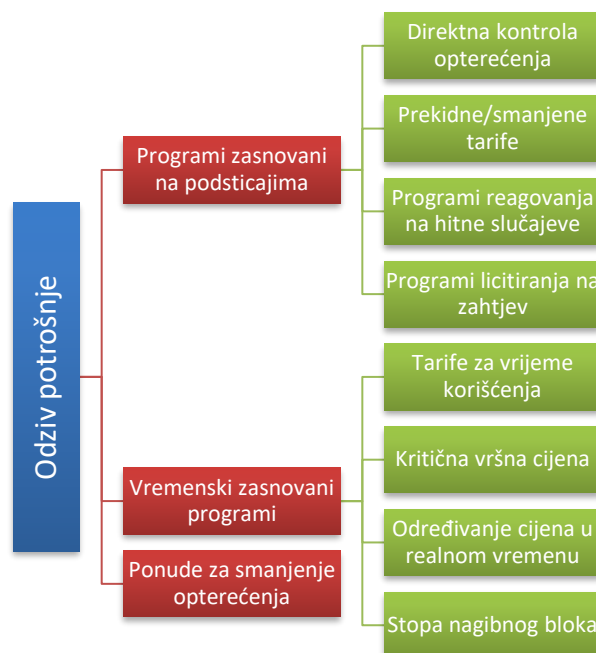 Odziv potrošnje
Programi zasnovani
na podsticajima
Direktna kontrola
opterećenja
Prekidne/smanjene
tarife
Programi reagovanja
na hitne slučajeve
Programi licitiranja na
zahtjev
Vremenski zasnovani
programi
Tarife za vrijeme
korišćenja
Kritična vršna cijena
Određivanje cijena u
realnom vremenu
Stopa nagibnog bloka
Ponude za smanjenje
opterećenja